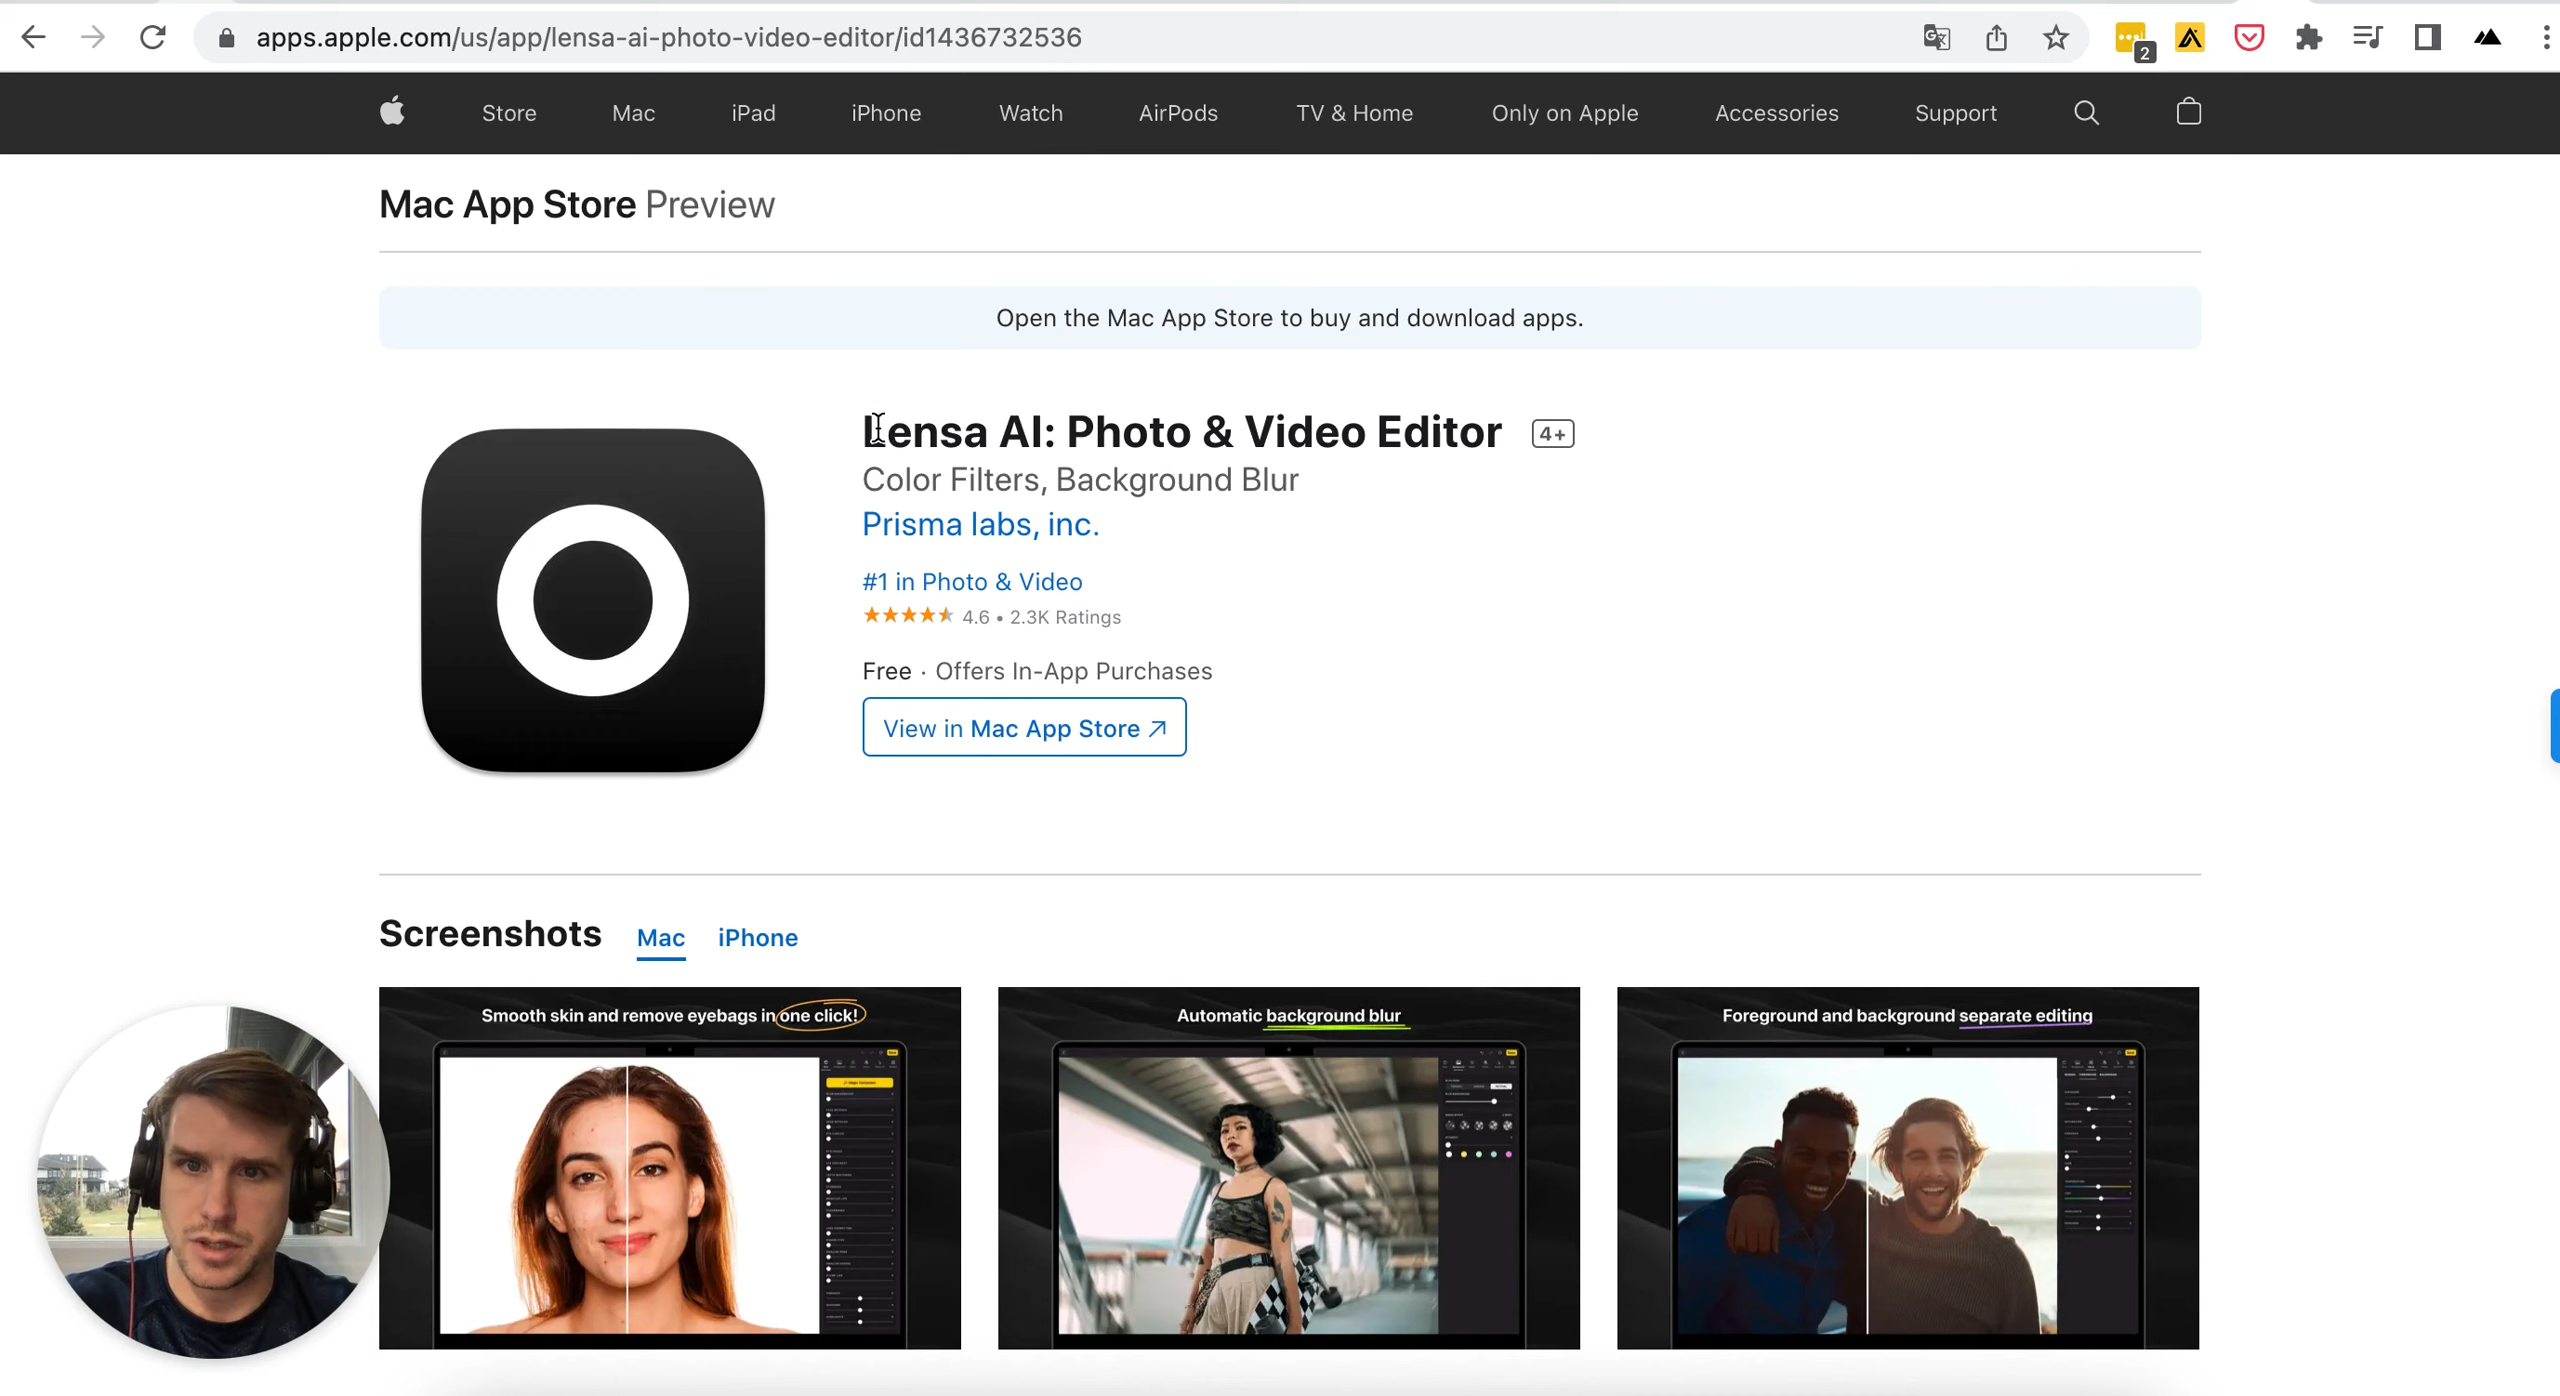 apps.apple.com/us/app/lensa-ai-photo-video-editor/id1436732536
2
Store Mac iPad iPhone Watch AirPods TV & Home Only on Apple Accessories Support
Mac App Store Preview
Open the Mac App Store to buy and download apps.
Lensa AI: Photo & Video Editor 4+
Color Filters, Background Blur
Prisma labs, inc.
#1 in Photo & Video
4.6 • 2.3K Ratings
Free · Offers In-App Purchases
View in Mac App Store
Screenshots Mac iPhone
Smooth skin and remove eyebags in one click!
Automatic background blur
Foreground and background separate editing